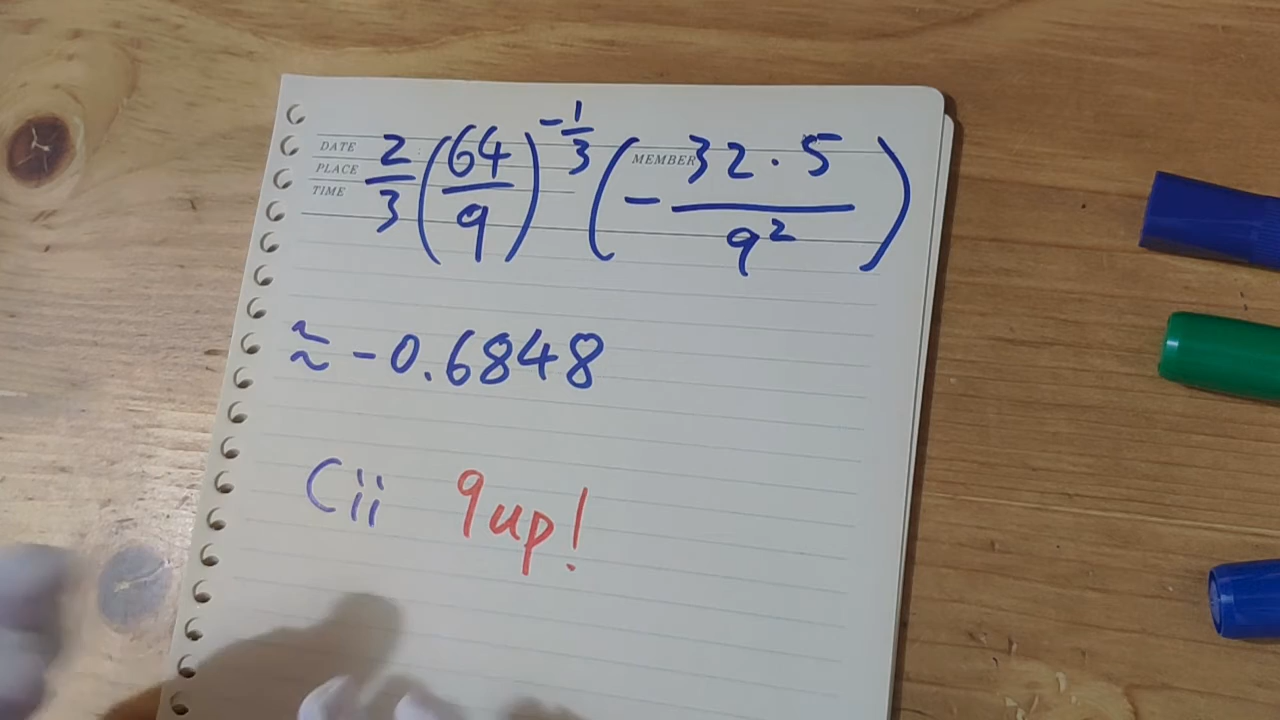 DATE
PLACE
TIME
MEMBER
2/3 (64/9)^(-1/3) (- 32·5/9²)
≈ -0.6848
Cii 9up!